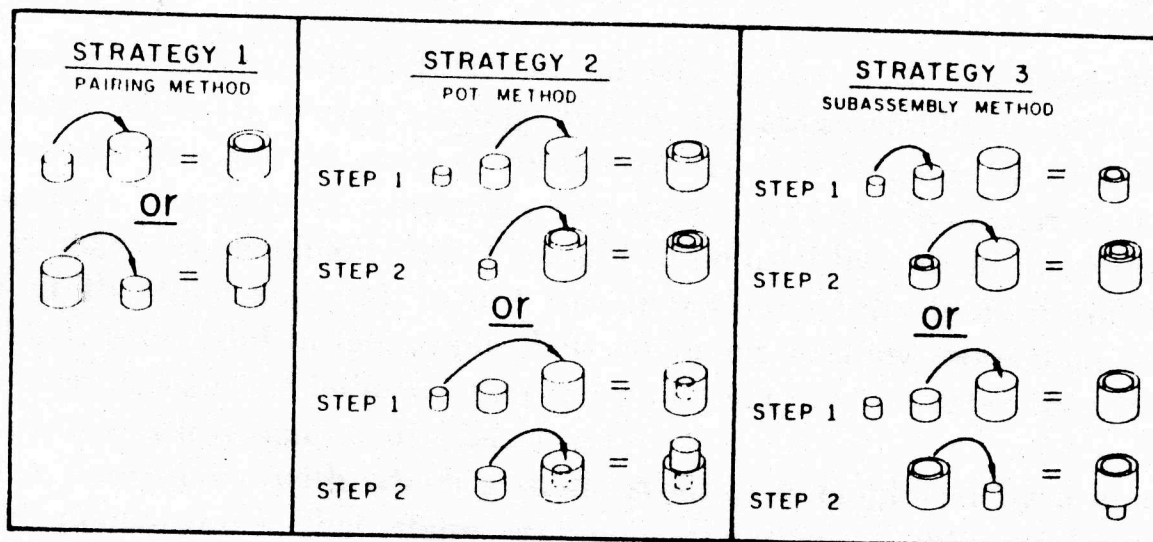 STRATEGY 1
PAIRING METHOD
=
or
=
STRATEGY 2
POT METHOD
STEP 1 =
STEP 2 =
or
STEP 1 =
STEP 2 =
STRATEGY 3
SUBASSEMBLY METHOD
STEP 1 =
STEP 2 =
or
STEP 1 =
STEP 2 =